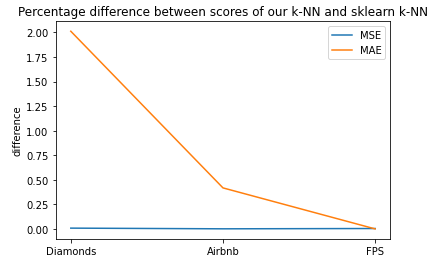 Percentage difference between scores of our k-NN and sklearn k-NN
MSE
MAE
2.00
1.75
1.50
1.25
1.00
0.75
0.50
0.25
0.00
difference
Diamonds
Airbnb
FPS